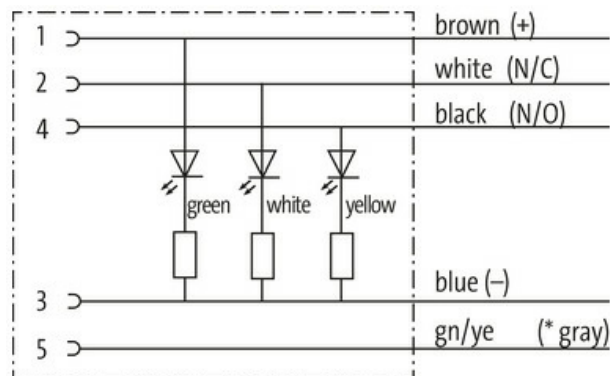 1 brown (+)
2 white (N/C)
4 black (N/O)
green white yellow
3 blue (–)
5 gn/ye (* gray)